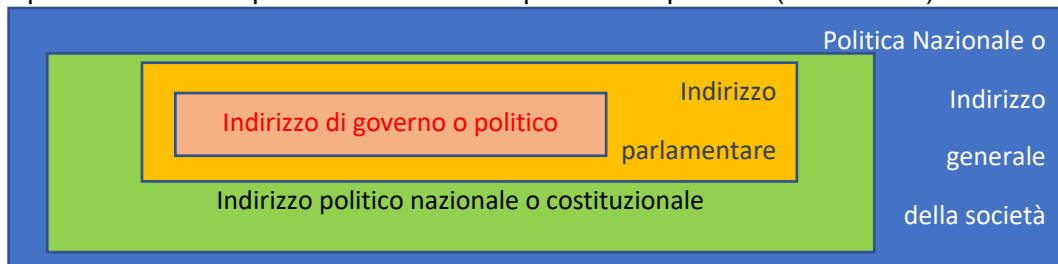 Politica Nazionale o
Indirizzo
generale
della società
Indirizzo
parlamentare
Indirizzo di governo o politico
Indirizzo politico nazionale o costituzionale